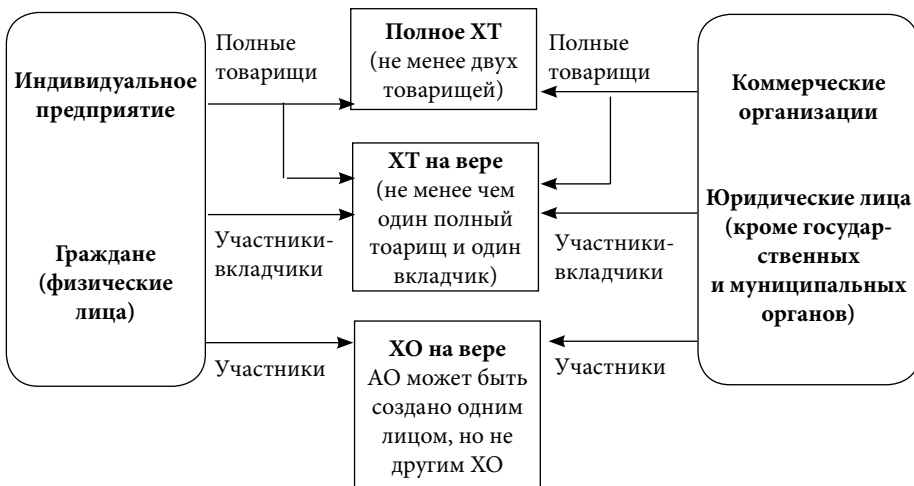 Индивидуальное
предприятие
Граждане
(физические
лица)
Полные
товарищи
Участники-
вкладчики
Участники
Полное ХТ
(не менее двух
товарищей)
ХТ на вере
(не менее чем
один полный
тоарищ и один
вкладчик)
ХО на вере
АО может быть
создано одним
лицом, но не
другим ХО
Полные
товарищи
Участники-
вкладчики
Участники
Коммерческие
организации
Юридические лица
(кроме государ-
ственных
и муниципальных
органов)